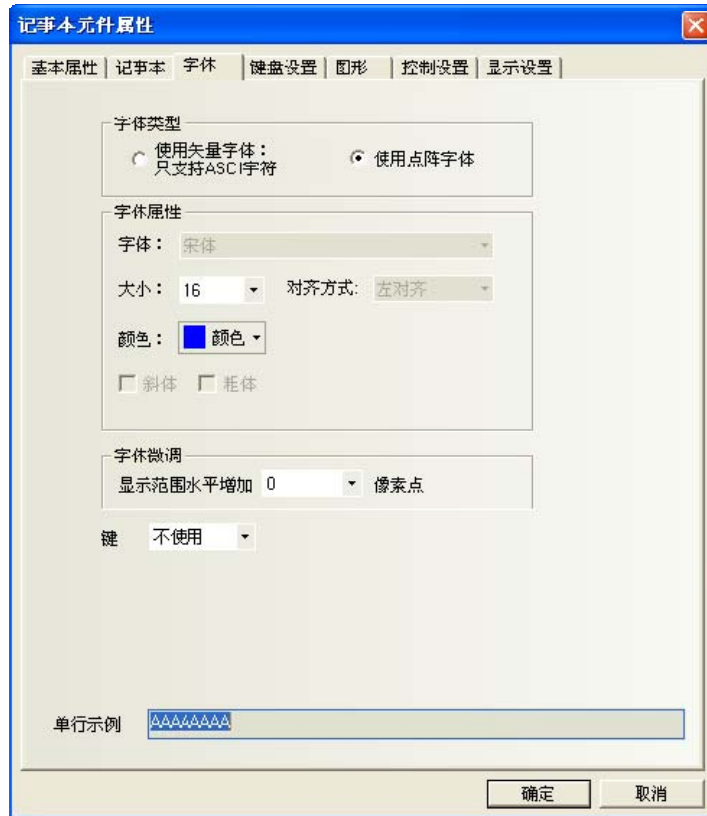 记事本元件属性
基本属性 记事本 字体 键盘设置 图形 控制设置 显示设置
字体类型
使用矢量字体：
只支持ASCI字符
使用点阵字体
字体属性
字体： 宋体
大小： 16 对齐方式: 左对齐
颜色： 颜色
斜体 粗体
字体微调
显示范围水平增加 0 像素点
键 不使用
单行示例 AAAAAAAA
确定 取消